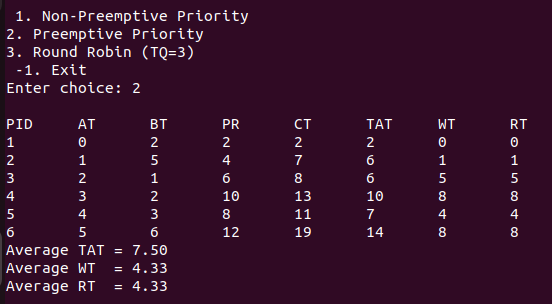 1. Non-Preemptive Priority
2. Preemptive Priority
3. Round Robin (TQ=3)
-1. Exit
Enter choice: 2
PID AT BT PR CT TAT WT RT
1 0 2 2 2 2 0 0
2 1 5 4 7 6 1 1
3 2 1 6 8 6 5 5
4 3 2 10 13 10 8 8
5 4 3 8 11 7 4 4
6 5 6 12 19 14 8 8
Average TAT = 7.50
Average WT = 4.33
Average RT = 4.33